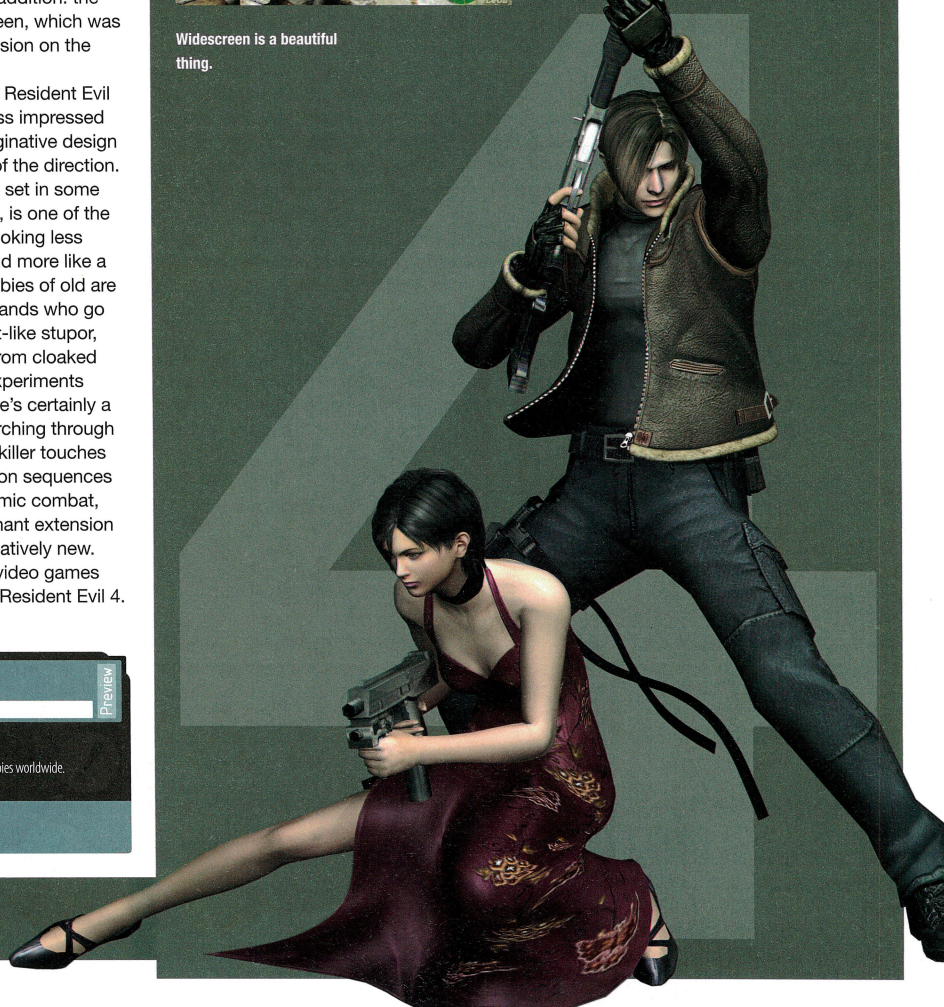 een, which was
sion on the
Resident Evil
ss impressed
ginative design
of the direction.
set in some
, is one of the
oking less
d more like a
bies of old are
ands who go
t-like stupor,
rom cloaked
xperiments
e's certainly a
rching through
killer touches
on sequences
mic combat,
nant extension
atively new.
video games
Resident Evil 4.
Widescreen is a beautiful
thing.
4
Preview
pies worldwide.